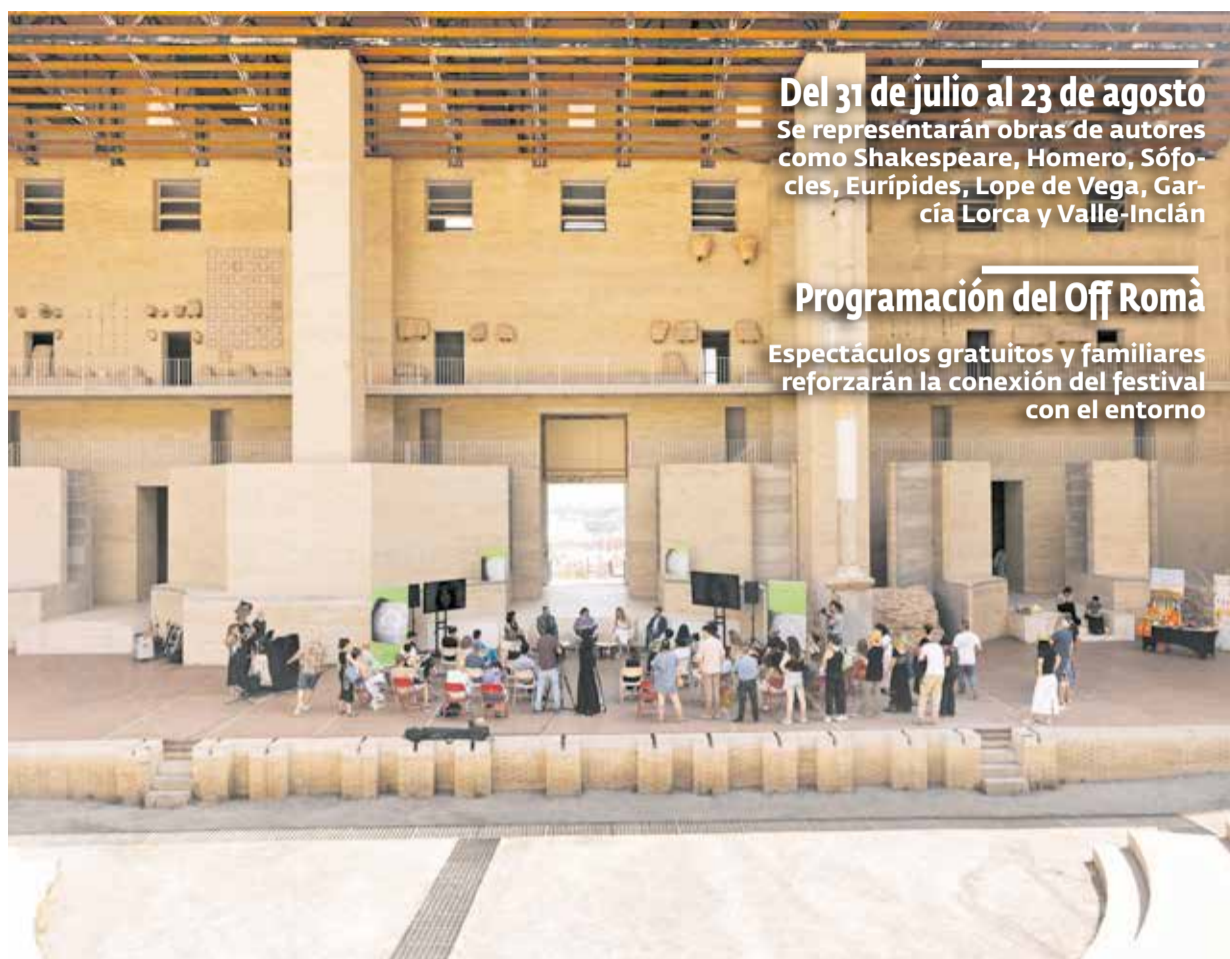 Del 31 de julio al 23 de agosto
Se representarán obras de autores
como Shakespeare, Homero, Sófo-
cles, Eurípides, Lope de Vega, Gar-
cía Lorca y Valle-Inclán
Programación del Off Romà
Espectáculos gratuitos y familiares
reforzarán la conexión del festival
con el entorno